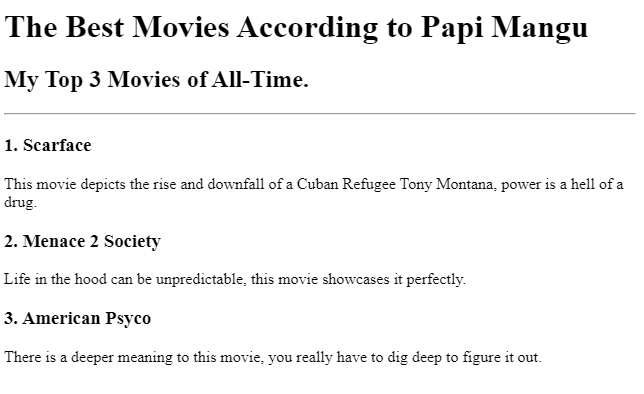 The Best Movies According to Papi Mangu
My Top 3 Movies of All-Time.
1. Scarface
This movie depicts the rise and downfall of a Cuban Refugee Tony Montana, power is a hell of a
drug.
2. Menace 2 Society
Life in the hood can be unpredictable, this movie showcases it perfectly.
3. American Psyco
There is a deeper meaning to this movie, you really have to dig deep to figure it out.